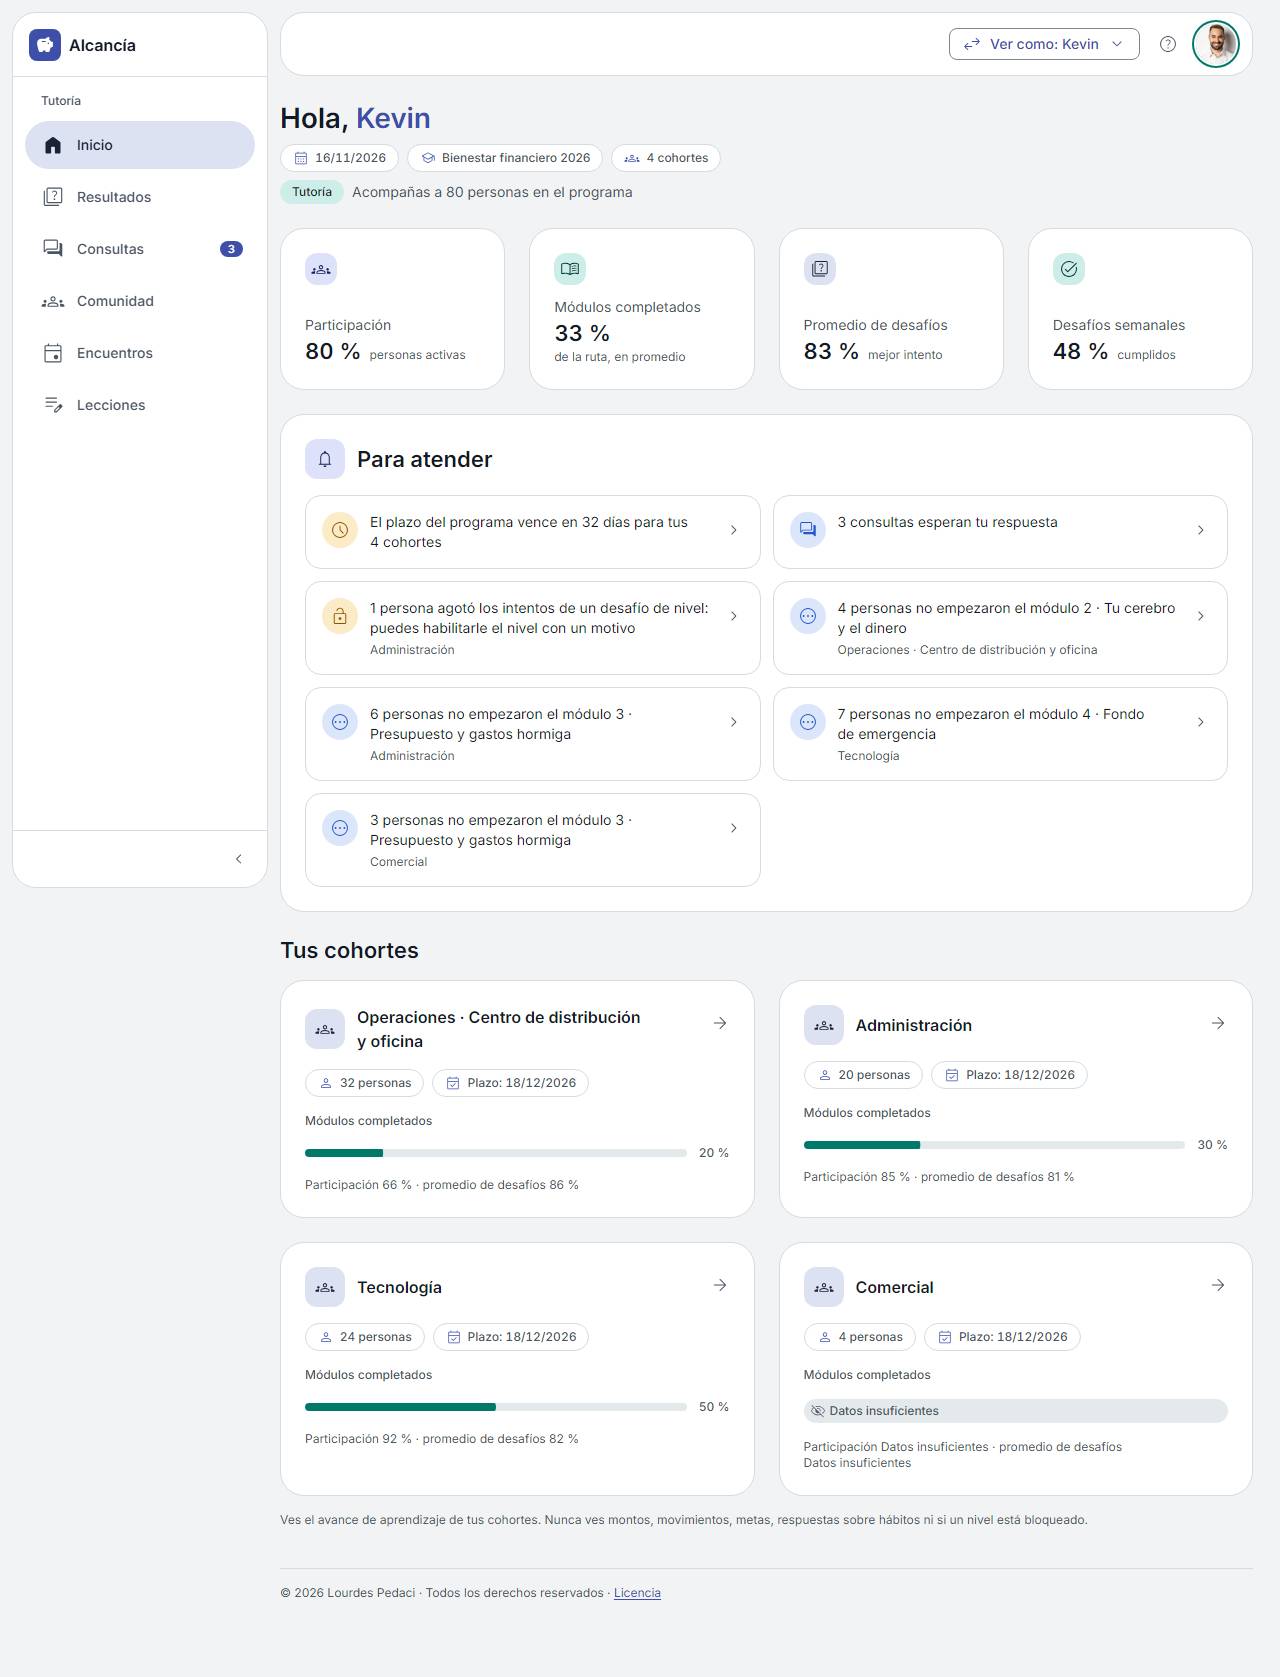 Alcancía
Ver como: Kevin
Tutoría
Inicio
Resultados
Consultas 3
Comunidad
Encuentros
Lecciones
Hola, Kevin
16/11/2026
Bienestar financiero 2026
4 cohortes
Tutoría Acompañas a 80 personas en el programa
Participación
80 % personas activas
Módulos completados
33 %
de la ruta, en promedio
Promedio de desafíos
83 % mejor intento
Desafíos semanales
48 % cumplidos
Para atender
El plazo del programa vence en 32 días para tus
4 cohortes
3 consultas esperan tu respuesta
1 persona agotó los intentos de un desafío de nivel:
puedes habilitarle el nivel con un motivo
Administración
4 personas no empezaron el módulo 2 · Tu cerebro
y el dinero
Operaciones · Centro de distribución y oficina
6 personas no empezaron el módulo 3 ·
Presupuesto y gastos hormiga
Administración
7 personas no empezaron el módulo 4 · Fondo
de emergencia
Tecnología
3 personas no empezaron el módulo 3 ·
Presupuesto y gastos hormiga
Comercial
Tus cohortes
Operaciones · Centro de distribución
y oficina
32 personas
Plazo: 18/12/2026
Módulos completados
20 %
Participación 66 % · promedio de desafíos 86 %
Administración
20 personas
Plazo: 18/12/2026
Módulos completados
30 %
Participación 85 % · promedio de desafíos 81 %
Tecnología
24 personas
Plazo: 18/12/2026
Módulos completados
50 %
Participación 92 % · promedio de desafíos 82 %
Comercial
4 personas
Plazo: 18/12/2026
Módulos completados
Datos insuficientes
Participación Datos insuficientes · promedio de desafíos
Datos insuficientes
Ves el avance de aprendizaje de tus cohortes. Nunca ves montos, movimientos, metas, respuestas sobre hábitos ni si un nivel está bloqueado.
© 2026 Lourdes Pedaci · Todos los derechos reservados · Licencia